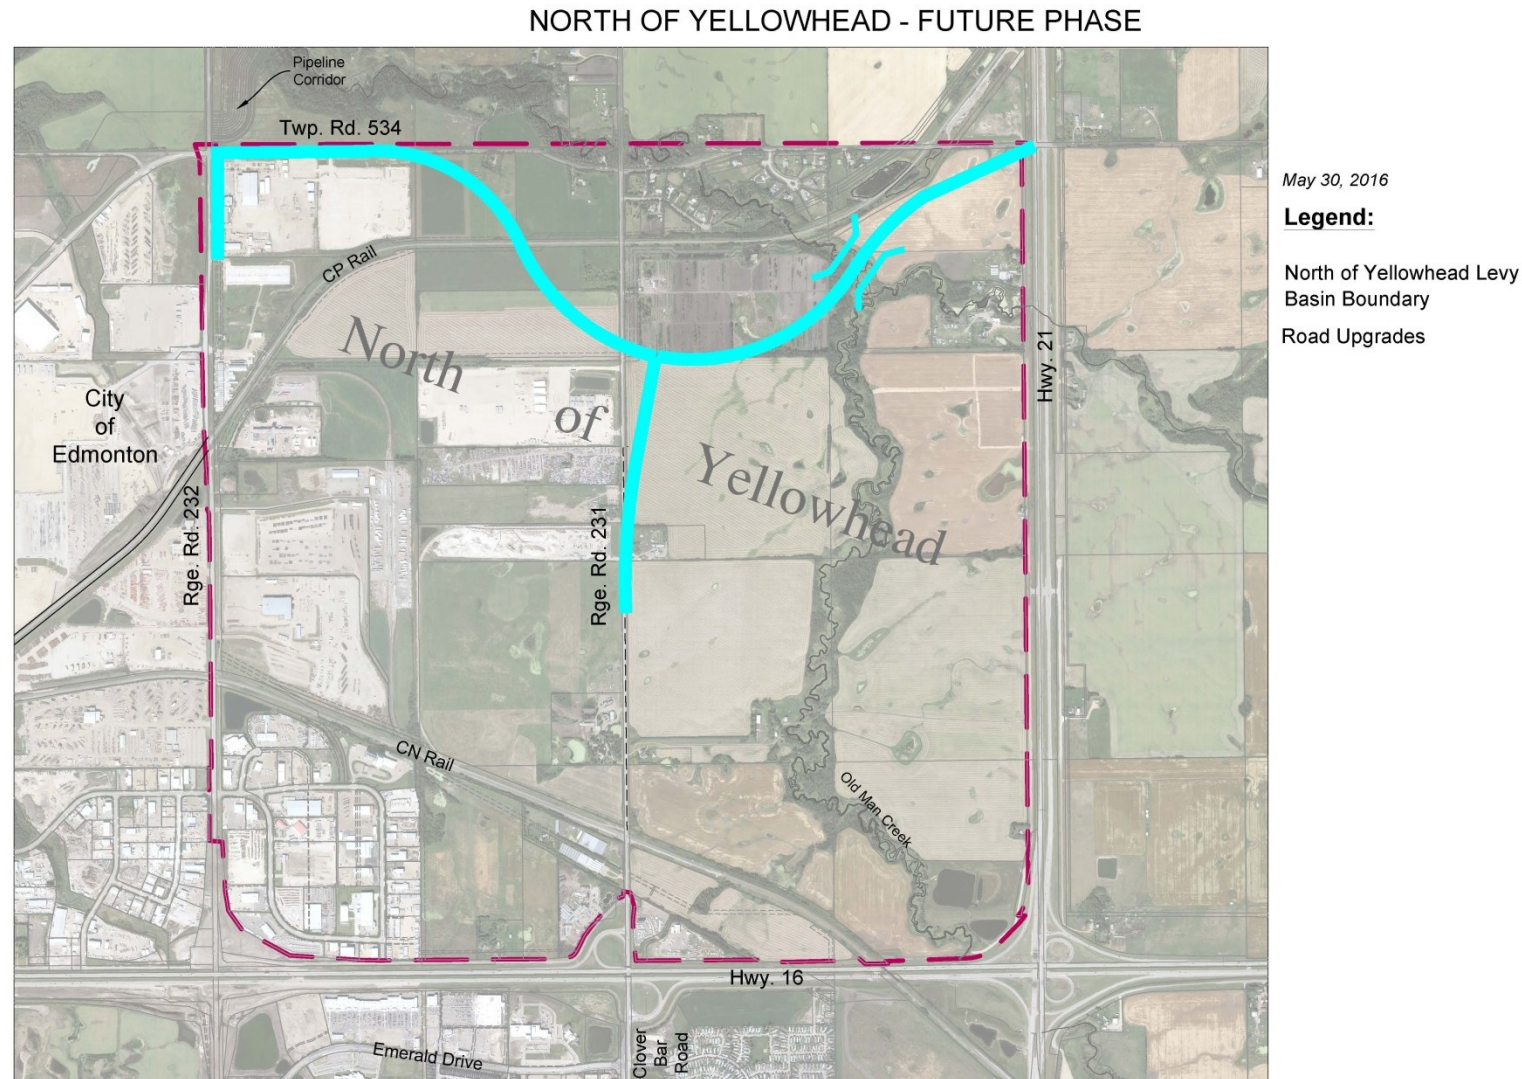 NORTH OF YELLOWHEAD - FUTURE PHASE
Pipeline
Corridor
Twp. Rd. 534
May 30, 2016
Legend:
North of Yellowhead Levy
Basin Boundary
Road Upgrades
CP Rail
North
of
Yellowhead
Hwy. 21
City
of
Edmonton
Rge. Rd. 232
Rge. Rd. 231
CN Rail
Old Man Creek
Hwy. 16
Clover
Bar
Road
Emerald Drive